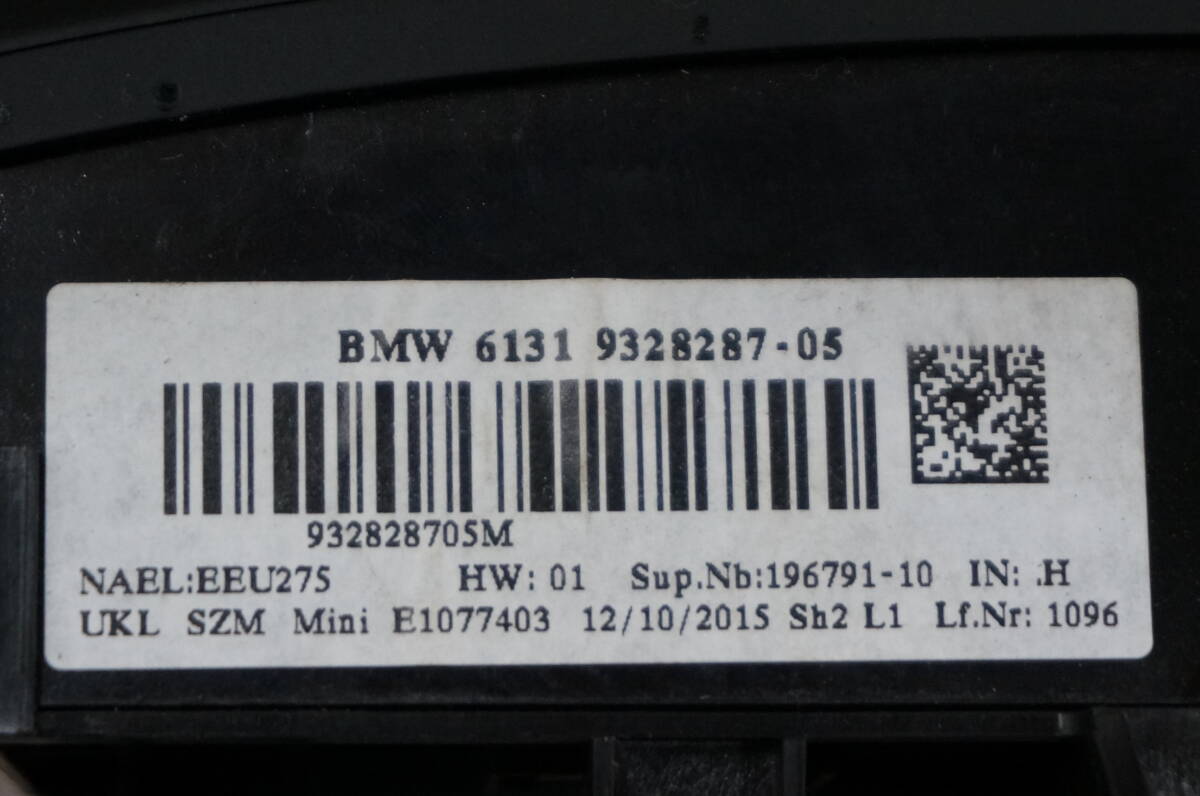 BMW 6131 9328287-05
932828705M
NAEL:EEU275 HW: 01 Sup.Nb:196791-10 IN: .H
UKL SZM Mini E1077403 12/10/2015 Sh2 L1 Lf.Nr: 1096